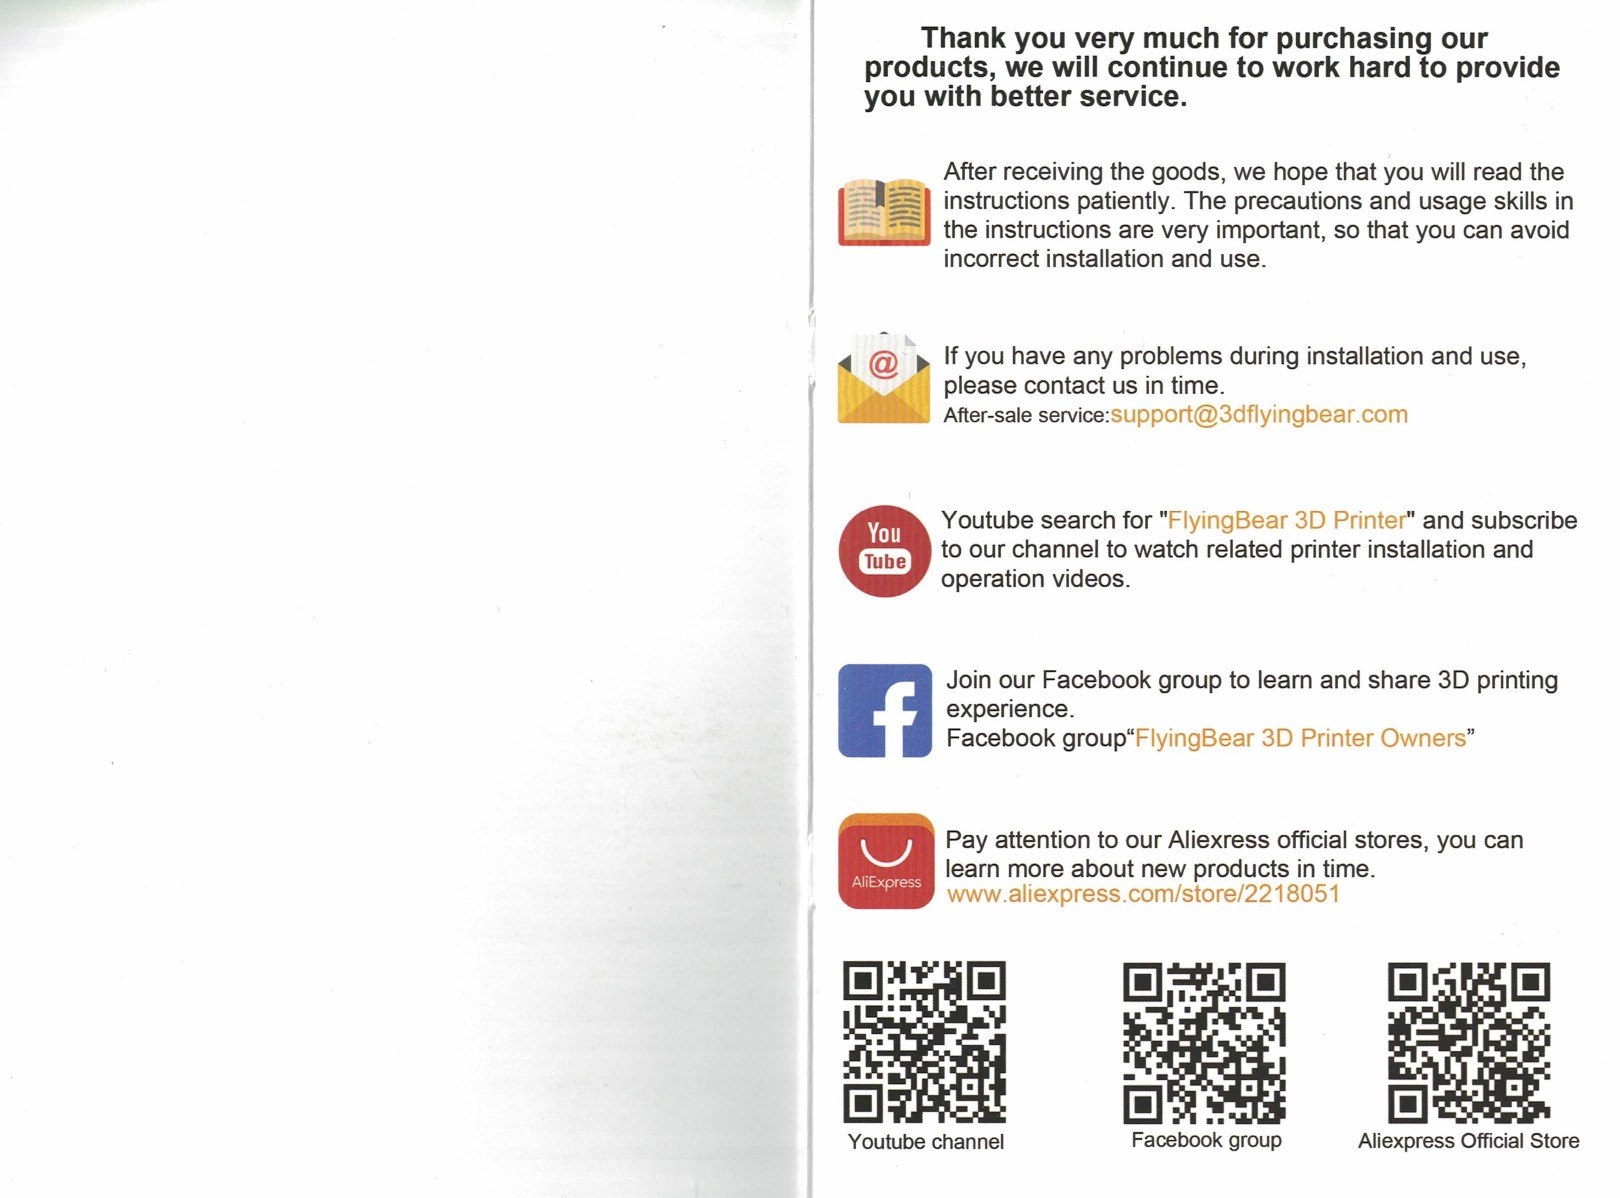 Thank you very much for purchasing our
products, we will continue to work hard to provide
you with better service.
After receiving the goods, we hope that you will read the
instructions patiently. The precautions and usage skills in
the instructions are very important, so that you can avoid
incorrect installation and use.
@
If you have any problems during installation and use,
please contact us in time.
After-sale service:support@3dflyingbear.com
You
Tube
Youtube search for "FlyingBear 3D Printer" and subscribe
to our channel to watch related printer installation and
operation videos.
f
Join our Facebook group to learn and share 3D printing
experience.
Facebook group“FlyingBear 3D Printer Owners”
AliExpress
Pay attention to our Aliexress official stores, you can
learn more about new products in time.
www.aliexpress.com/store/2218051
Youtube channel
Facebook group
Aliexpress Official Store